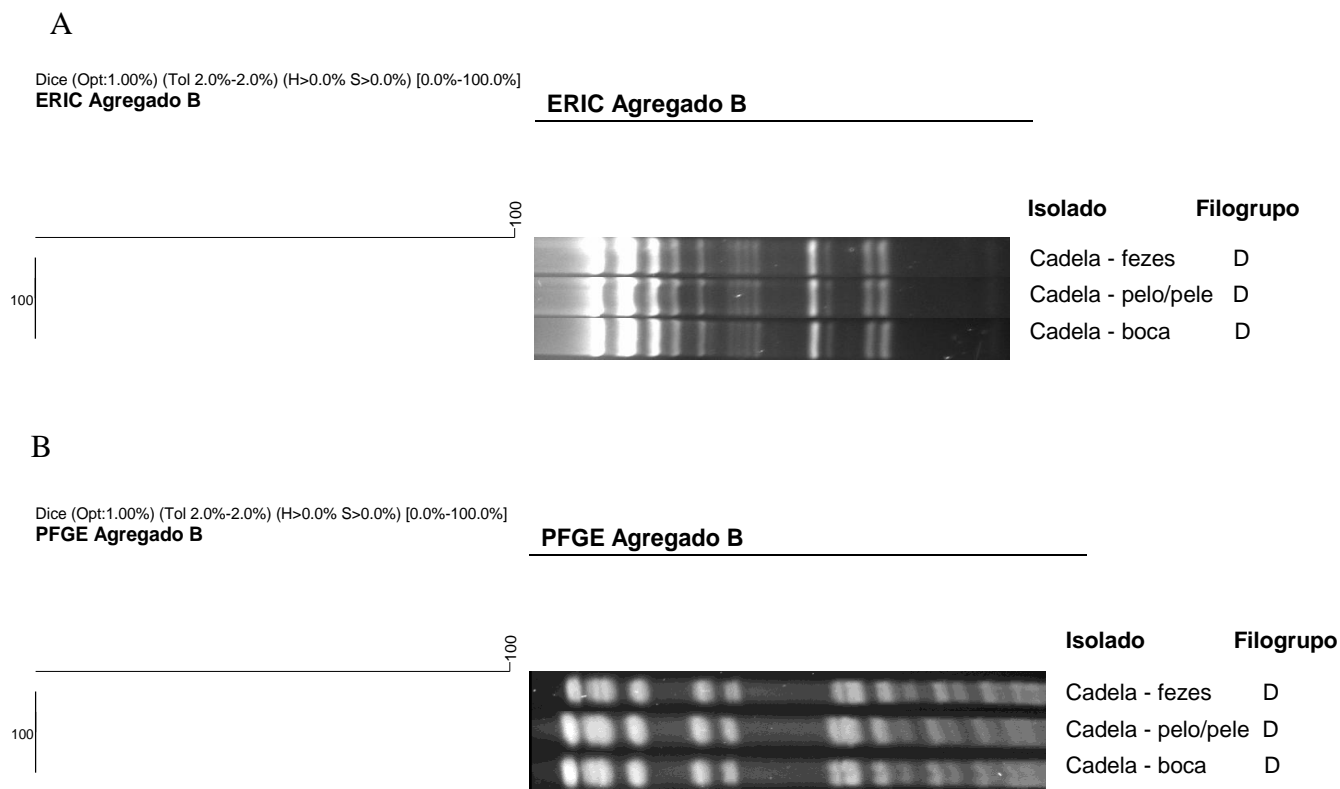 A
Dice (Opt:1.00%) (Tol 2.0%-2.0%) (H>0.0% S>0.0%) [0.0%-100.0%]
ERIC Agregado B
ERIC Agregado B
100
100
Isolado Filogrupo
Cadela - fezes D
Cadela - pelo/pele D
Cadela - boca D
B
Dice (Opt:1.00%) (Tol 2.0%-2.0%) (H>0.0% S>0.0%) [0.0%-100.0%]
PFGE Agregado B
PFGE Agregado B
100
100
Isolado Filogrupo
Cadela - fezes D
Cadela - pelo/pele D
Cadela - boca D